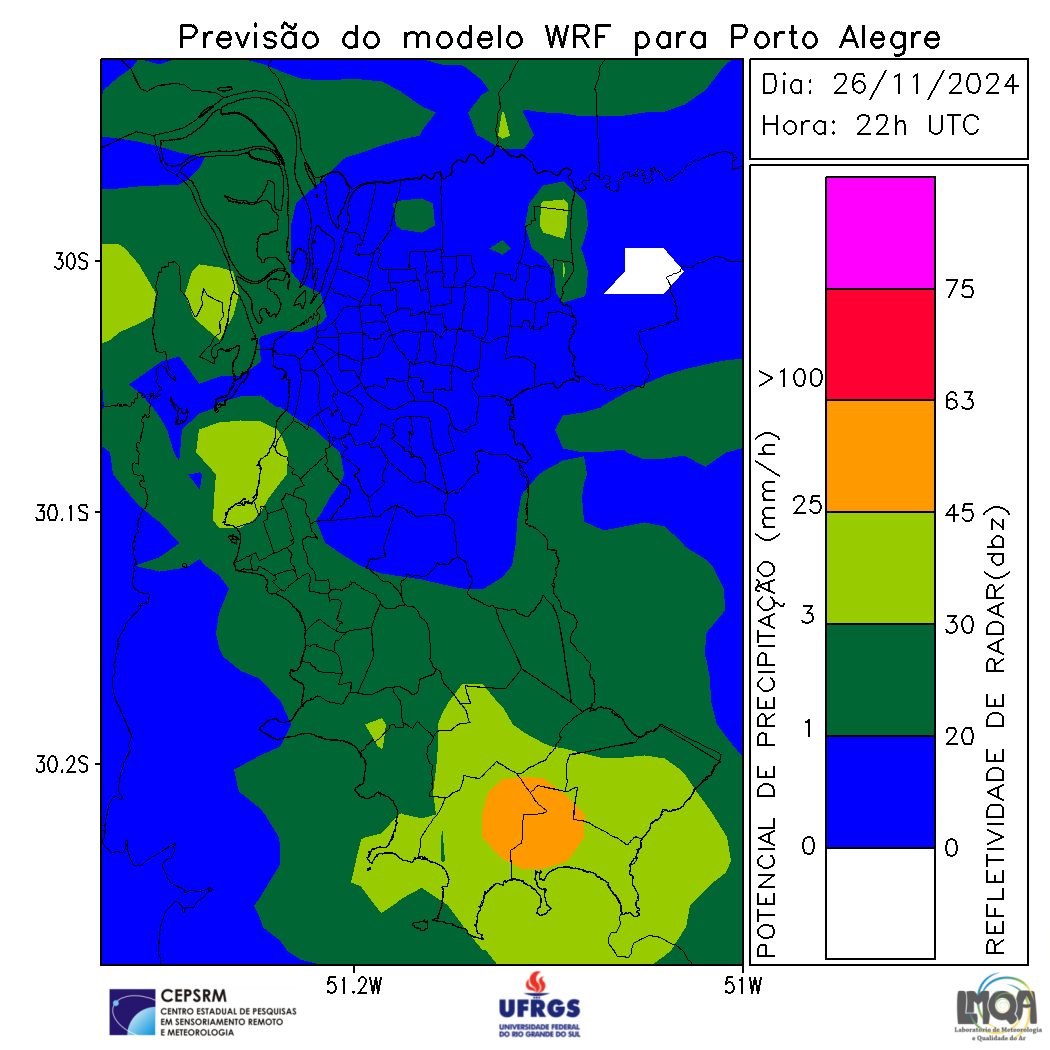 Previsão do modelo WRF para Porto Alegre
Dia: 26/11/2024
Hora: 22h UTC
30S
30.1S
30.2S
51.2W
51W
POTENCIAL DE PRECIPITAÇÃO (mm/h)
>100
25
3
1
0
75
63
45
30
20
0
REFLETIVIDADE DE RADAR(dbz)
CEPSRM
CENTRO ESTADUAL DE PESQUISAS
EM SENSORIAMENTO REMOTO
E METEOROLOGIA
UFRGS
UNIVERSIDADE FEDERAL
DO RIO GRANDE DO SUL
LMQA
Laboratório de Meteorologia
e Qualidade do Ar